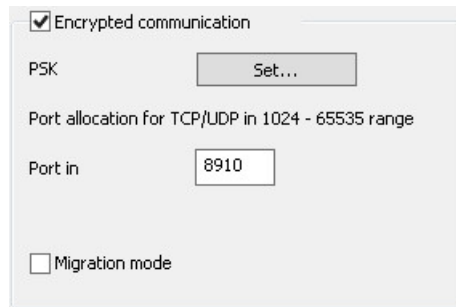 Encrypted communication
PSK Set...
Port allocation for TCP/UDP in 1024 - 65535 range
Port in 8910
Migration mode